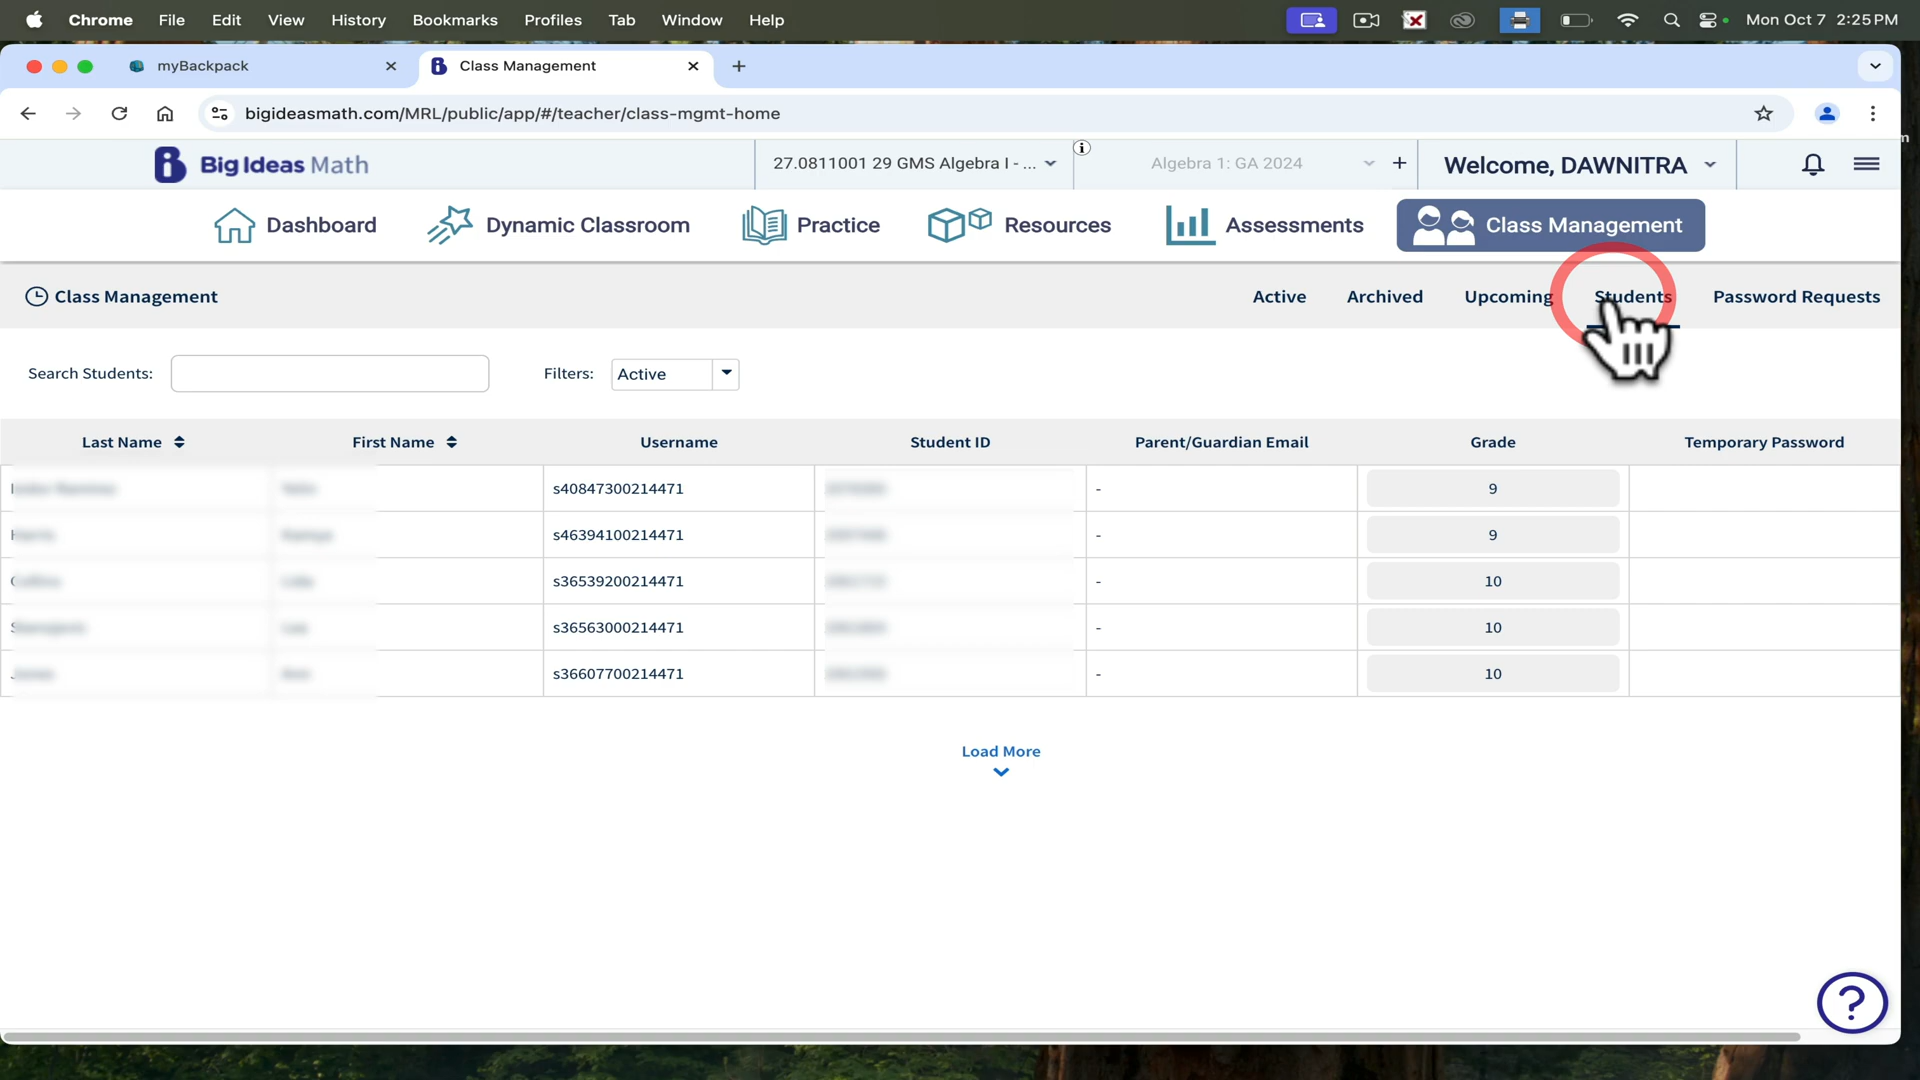 Chrome File Edit View History Bookmarks Profiles Tab Window Help Mon Oct 7 2:25 PM
myBackpack Class Management
bigideasmath.com/MRL/public/app/#/teacher/class-mgmt-home
Big Ideas Math 27.0811001 29 GMS Algebra I - ... Algebra 1: GA 2024 Welcome, DAWNITRA
Dashboard Dynamic Classroom Practice Resources Assessments Class Management
Class Management Active Archived Upcoming Students Password Requests
Search Students: Filters: Active
Last Name First Name Username Student ID Parent/Guardian Email Grade Temporary Password
s40847300214471 - 9
s46394100214471 - 9
s36539200214471 - 10
s36563000214471 - 10
s36607700214471 - 10
Load More
?